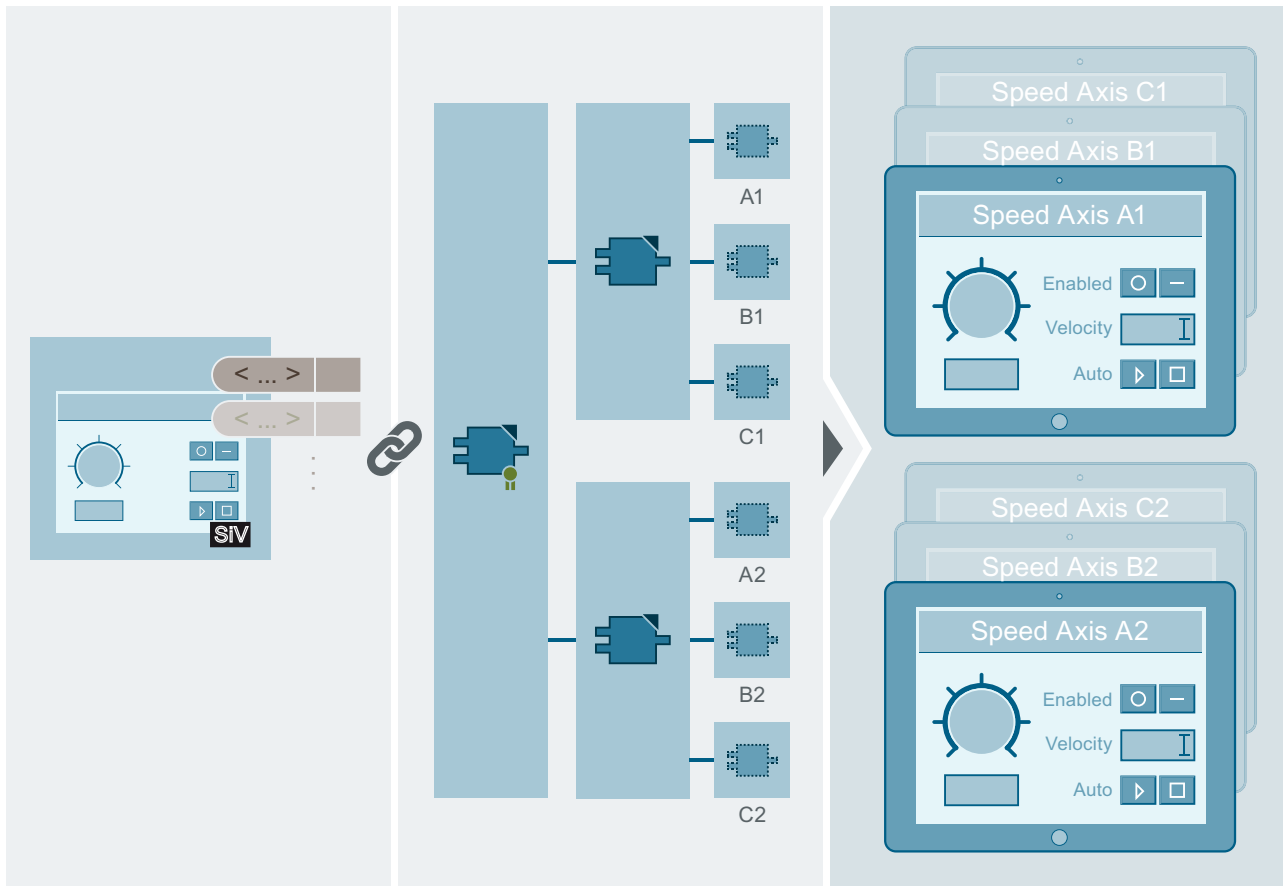 < ... >
< ... >
SiV
A1
B1
C1
A2
B2
C2
Speed Axis C1
Speed Axis B1
Speed Axis A1
Enabled
Velocity
Auto
Speed Axis C2
Speed Axis B2
Speed Axis A2
Enabled
Velocity
Auto